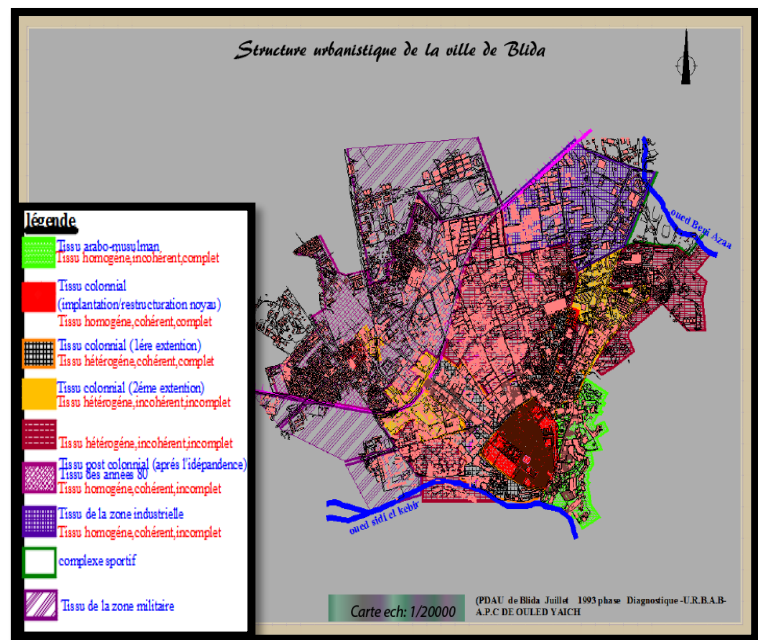 Structure urbanistique de la ville de Blida
légende
Tissu arabo-musulman,
Tissu homogéne,incohérent,complet
Tissu colonial
(implantation/restructuration noyau)
Tissu homogéne,cohérent,complet
Tissu colonnial (1ére extention)
Tissu hétérogéne,cohérent,complet
Tissu colonnial (2éme extention)
Tissu hétérogéne,incohérent,incomplet
Tissu hétérogéne,incohérent,incomplet
Tissu post colonnial (aprés l'idépendance)
Tissu des années 80
Tissu homogéne,cohérent,incomplet
Tissu de la zone industrielle
Tissu homogéne,cohérent,incomplet
complexe sportif
Tissu de la zone militaire
oued Beni Azaa
oued sidi el kebir
Carte ech: 1/20000
(PDAU de Blida Juillet 1993 phase Diagnostique -U.R.B.A.B-
A.P.C DE OULED YAICH